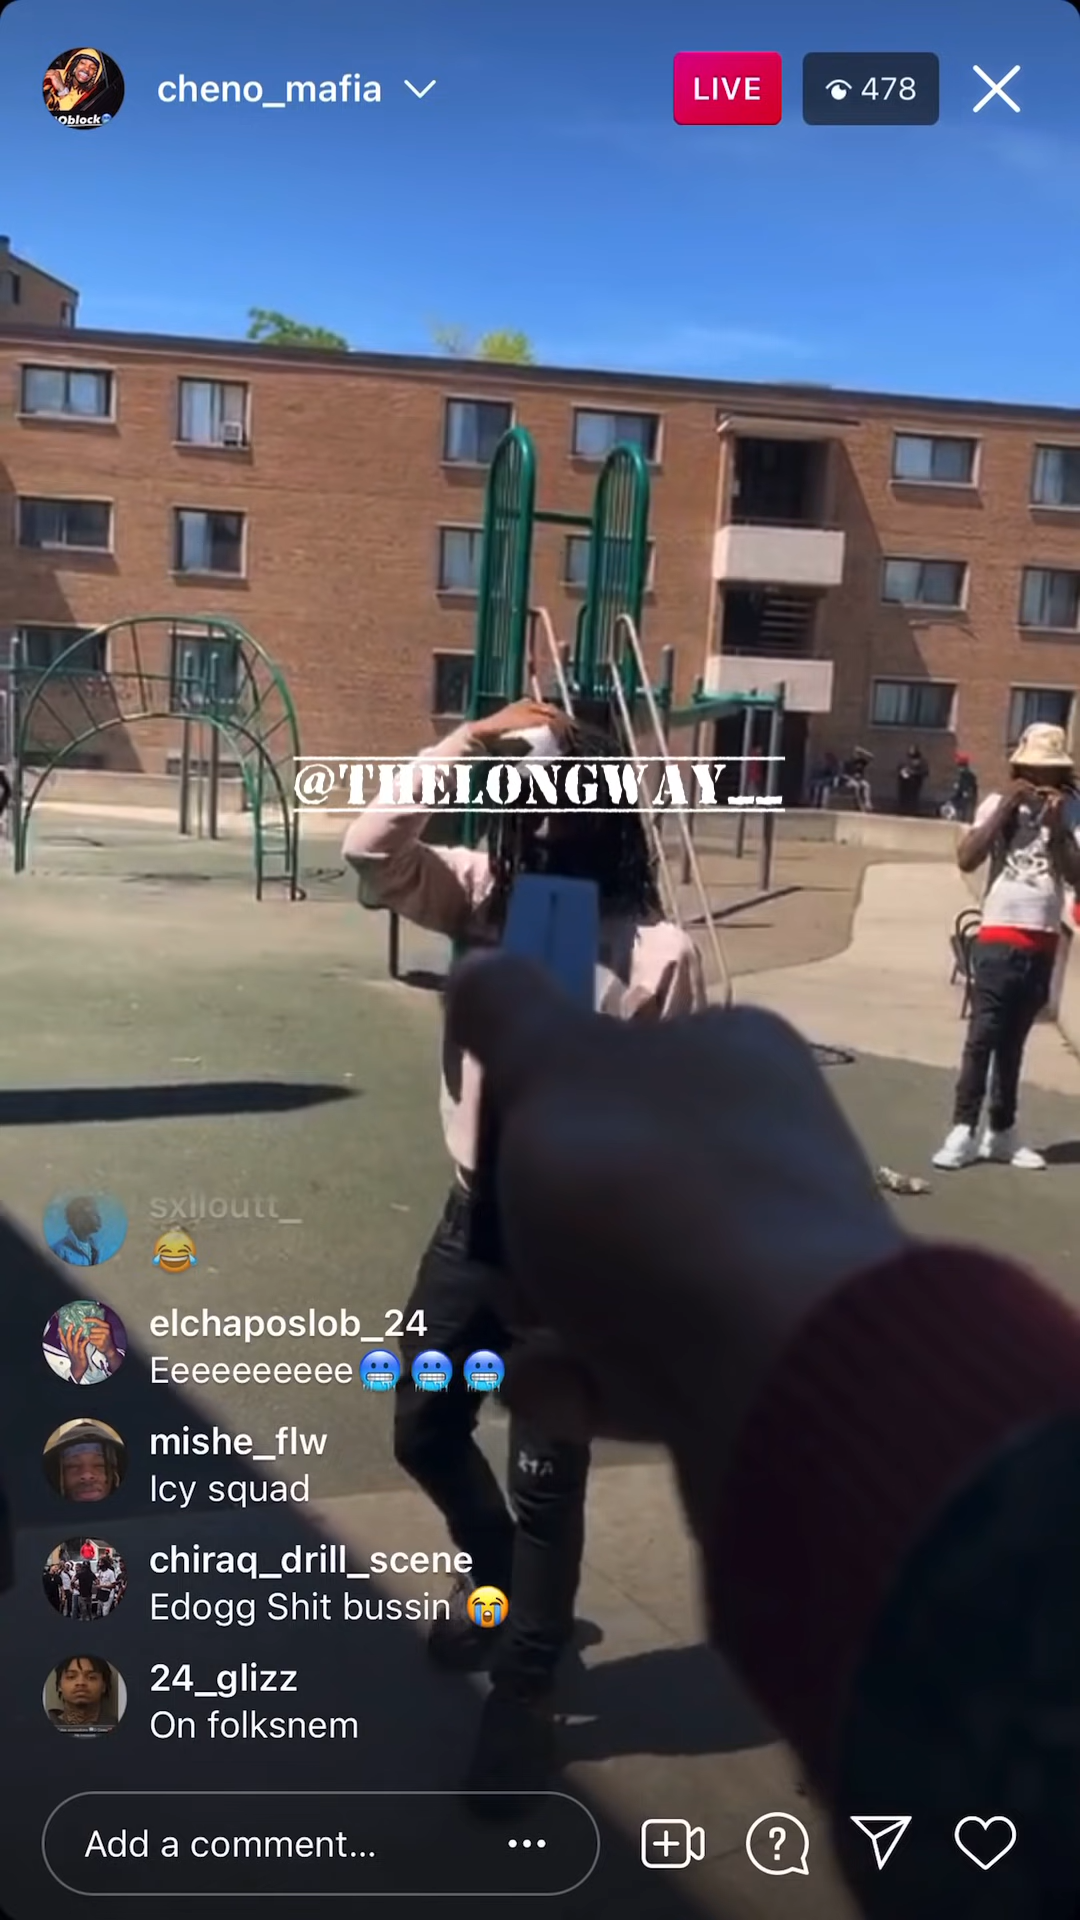 cheno_mafia
LIVE
478
Oblock
@THELONGWAY__
sxlloutt_
😂
elchaposlob_24
Eeeeeeeeee🥶🥶🥶
mishe_flw
Icy squad
chiraq_drill_scene
Edogg Shit bussin 😭
24_glizz
On folksnem
Add a comment...